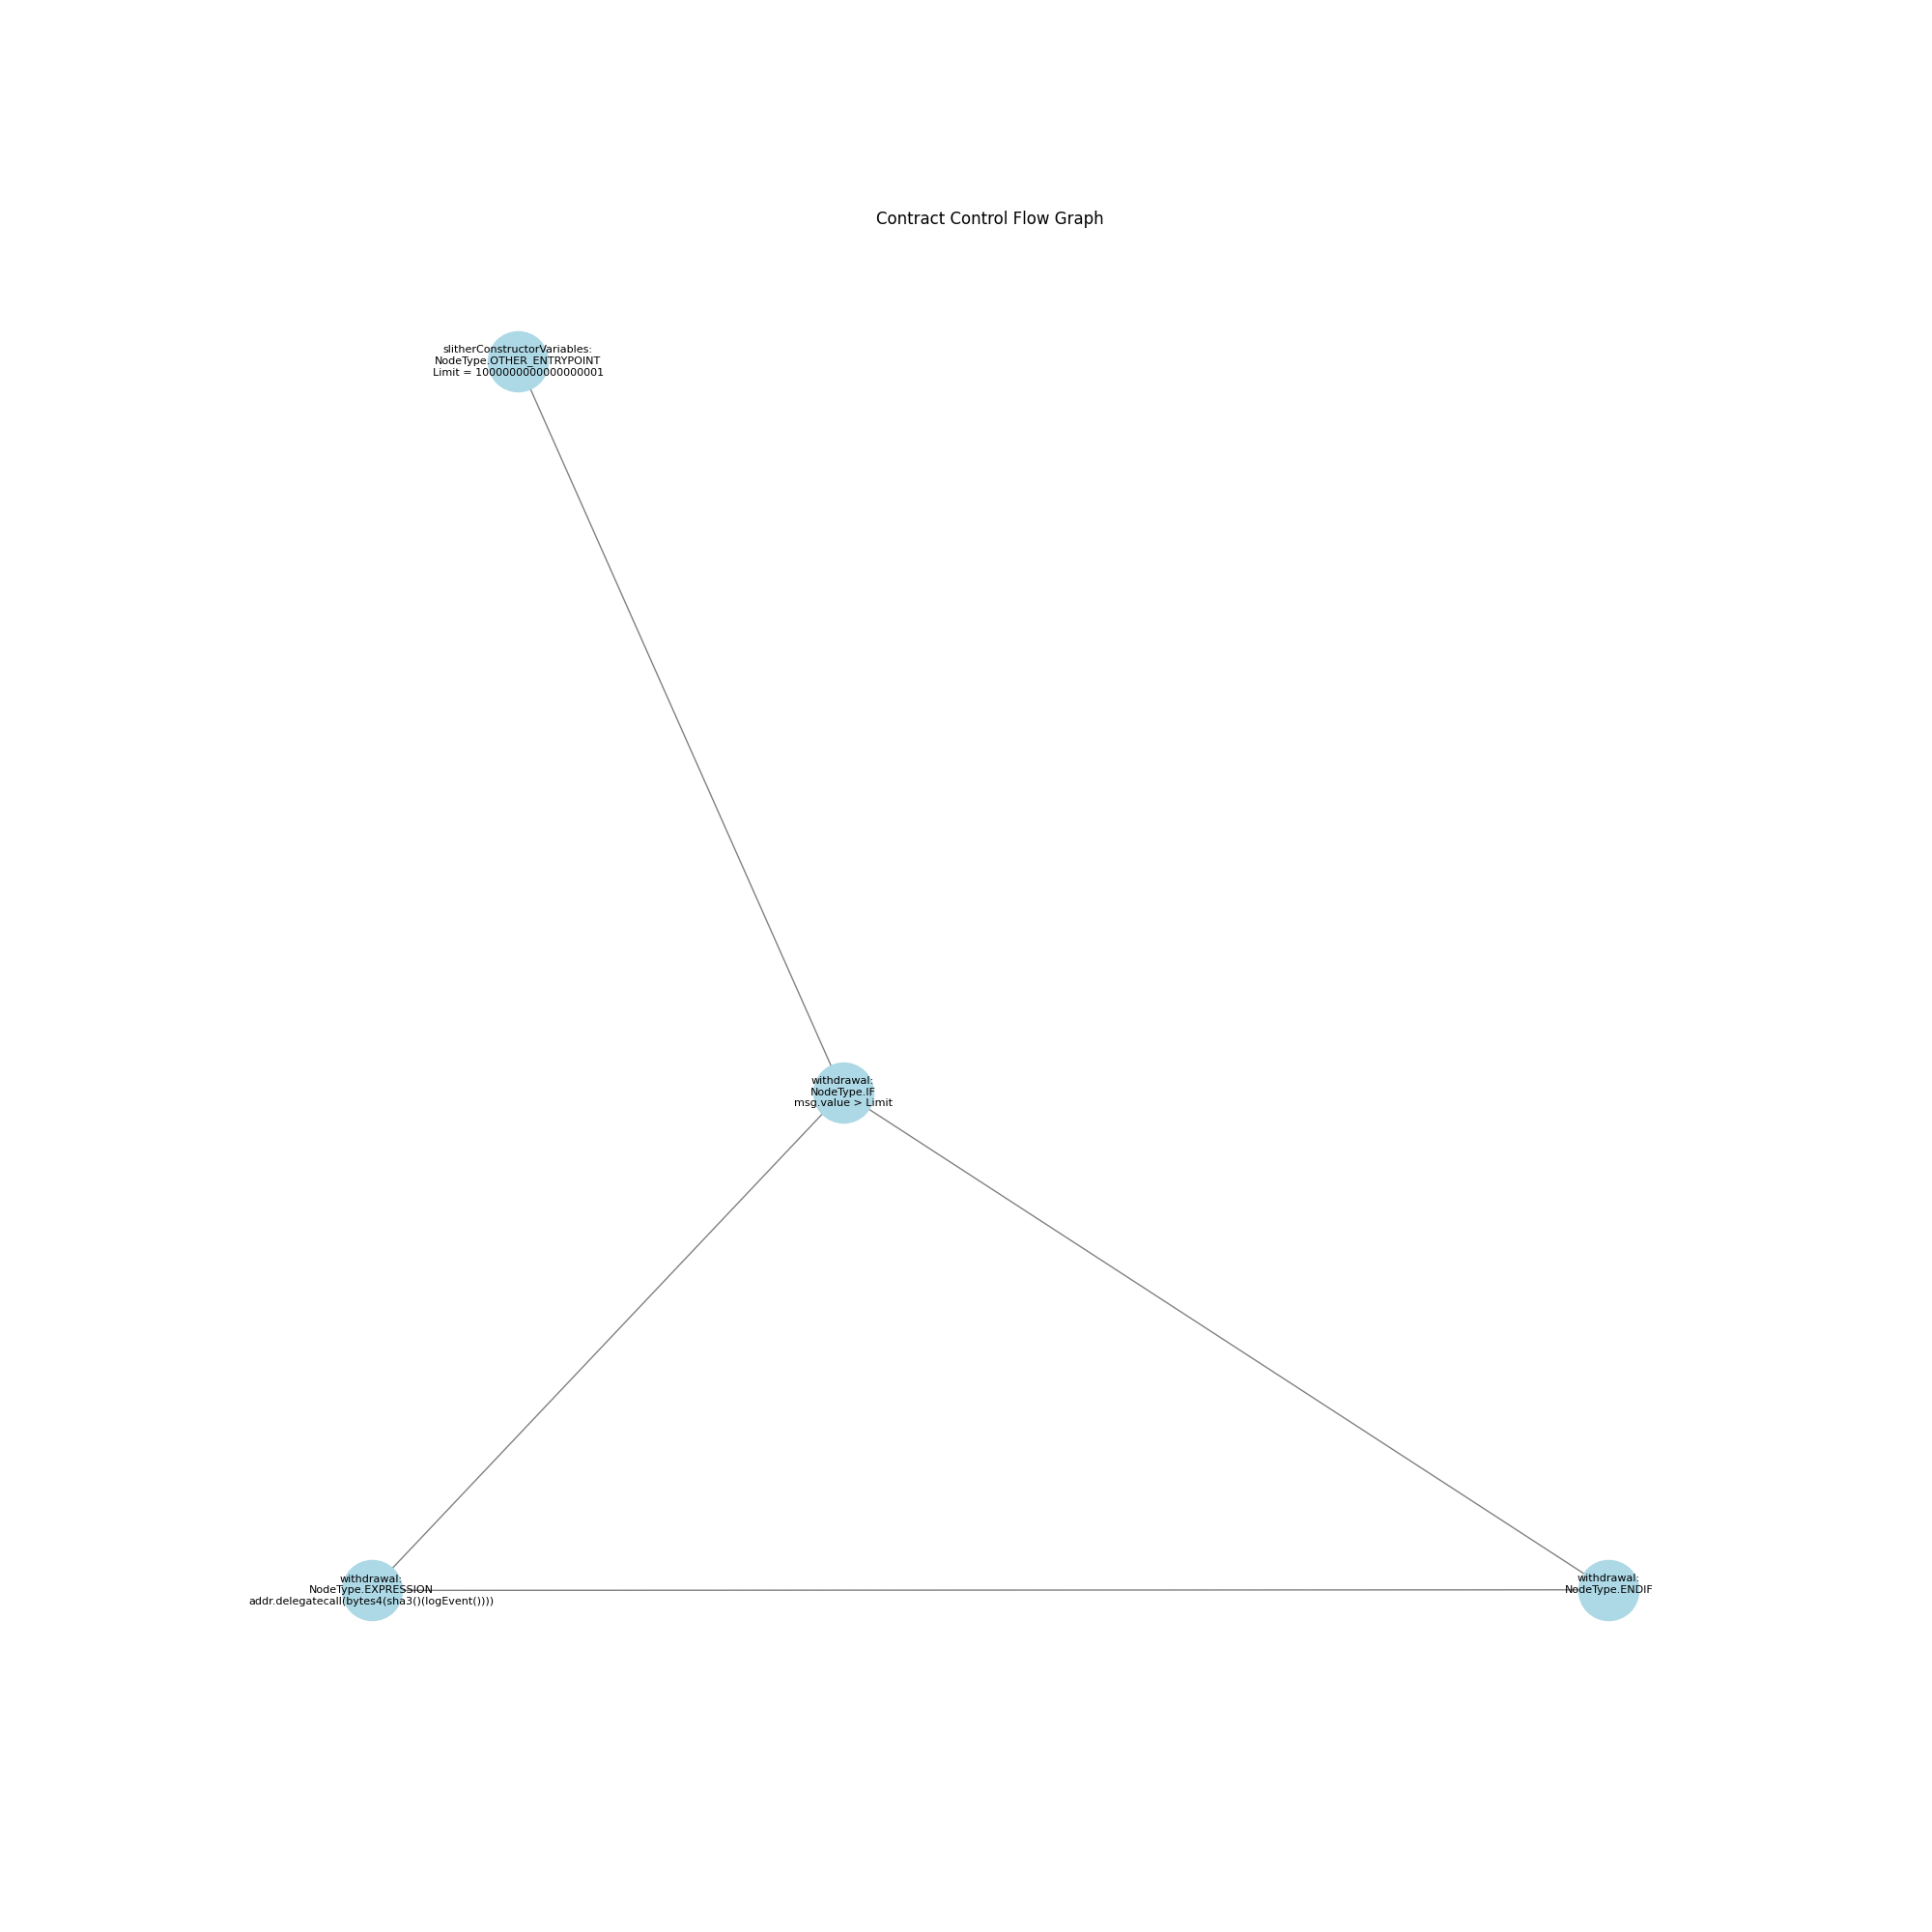 Contract Control Flow Graph
slitherConstructorVariables:
NodeType.OTHER_ENTRYPOINT
Limit = 1000000000000000001
withdrawal:
NodeType.IF
msg.value > Limit
withdrawal:
NodeType.EXPRESSION
addr.delegatecall(bytes4(sha3()(logEvent())))
withdrawal:
NodeType.ENDIF